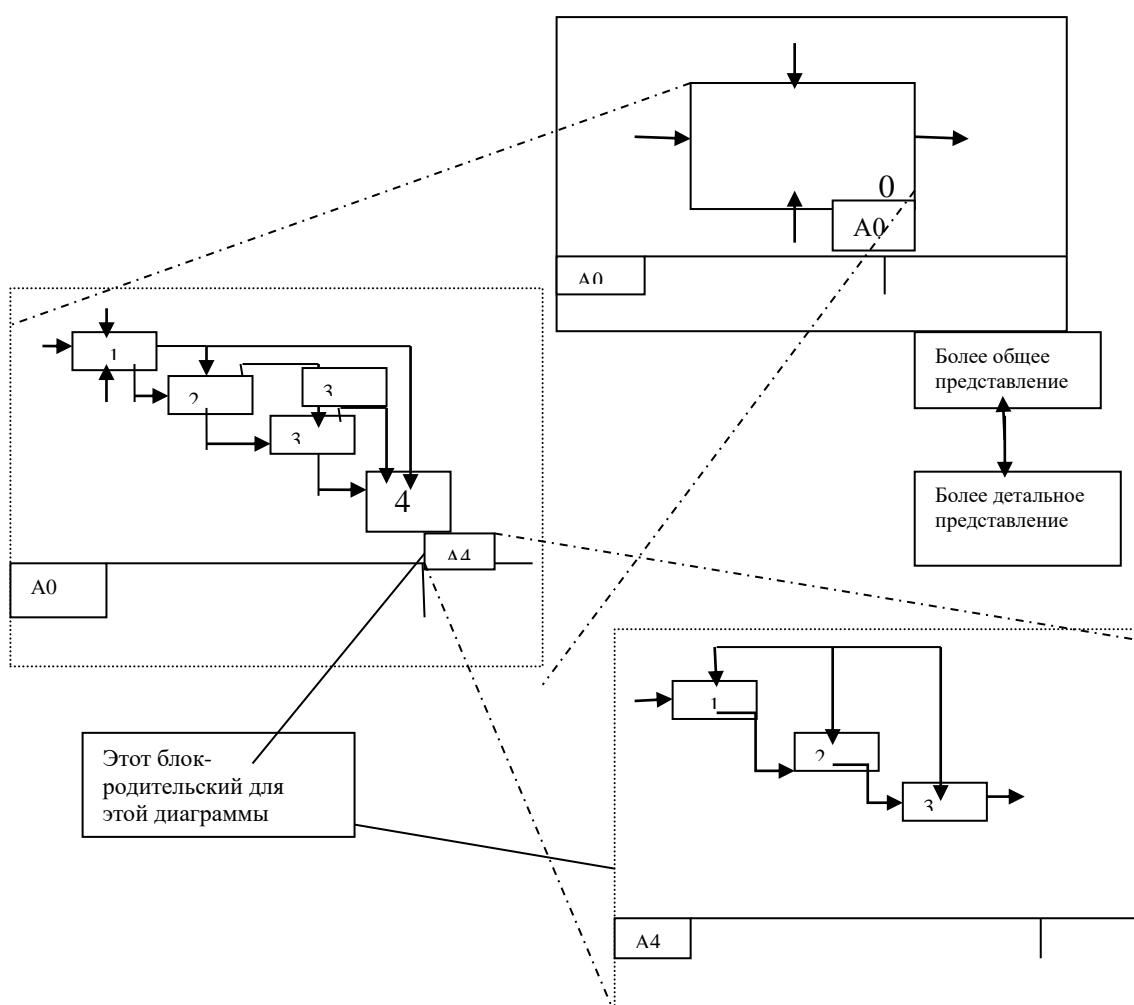 0
A0
A0
Более общее
представление
Более детальное
представление
1
2
3
3
4
A4
A0
Этот блок-
родительский для
этой диаграммы
1
2
3
A4